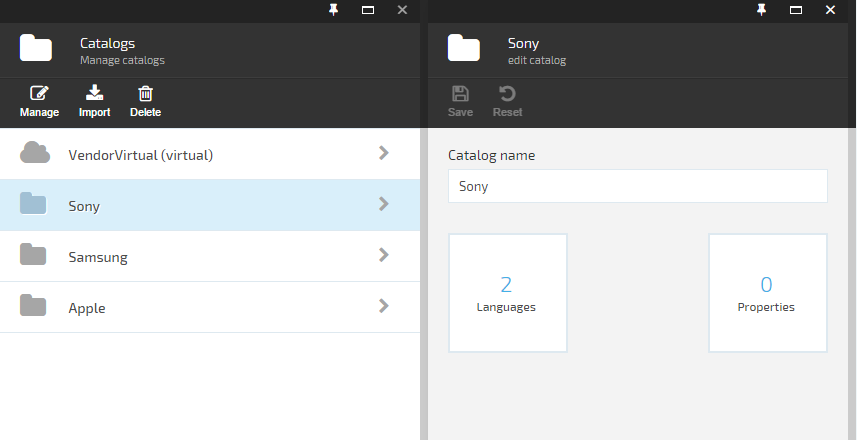 Catalogs
Manage catalogs
Manage Import Delete
VendorVirtual (virtual)
Sony
Samsung
Apple
Sony
edit catalog
Save Reset
Catalog name
Sony
2
Languages
0
Properties